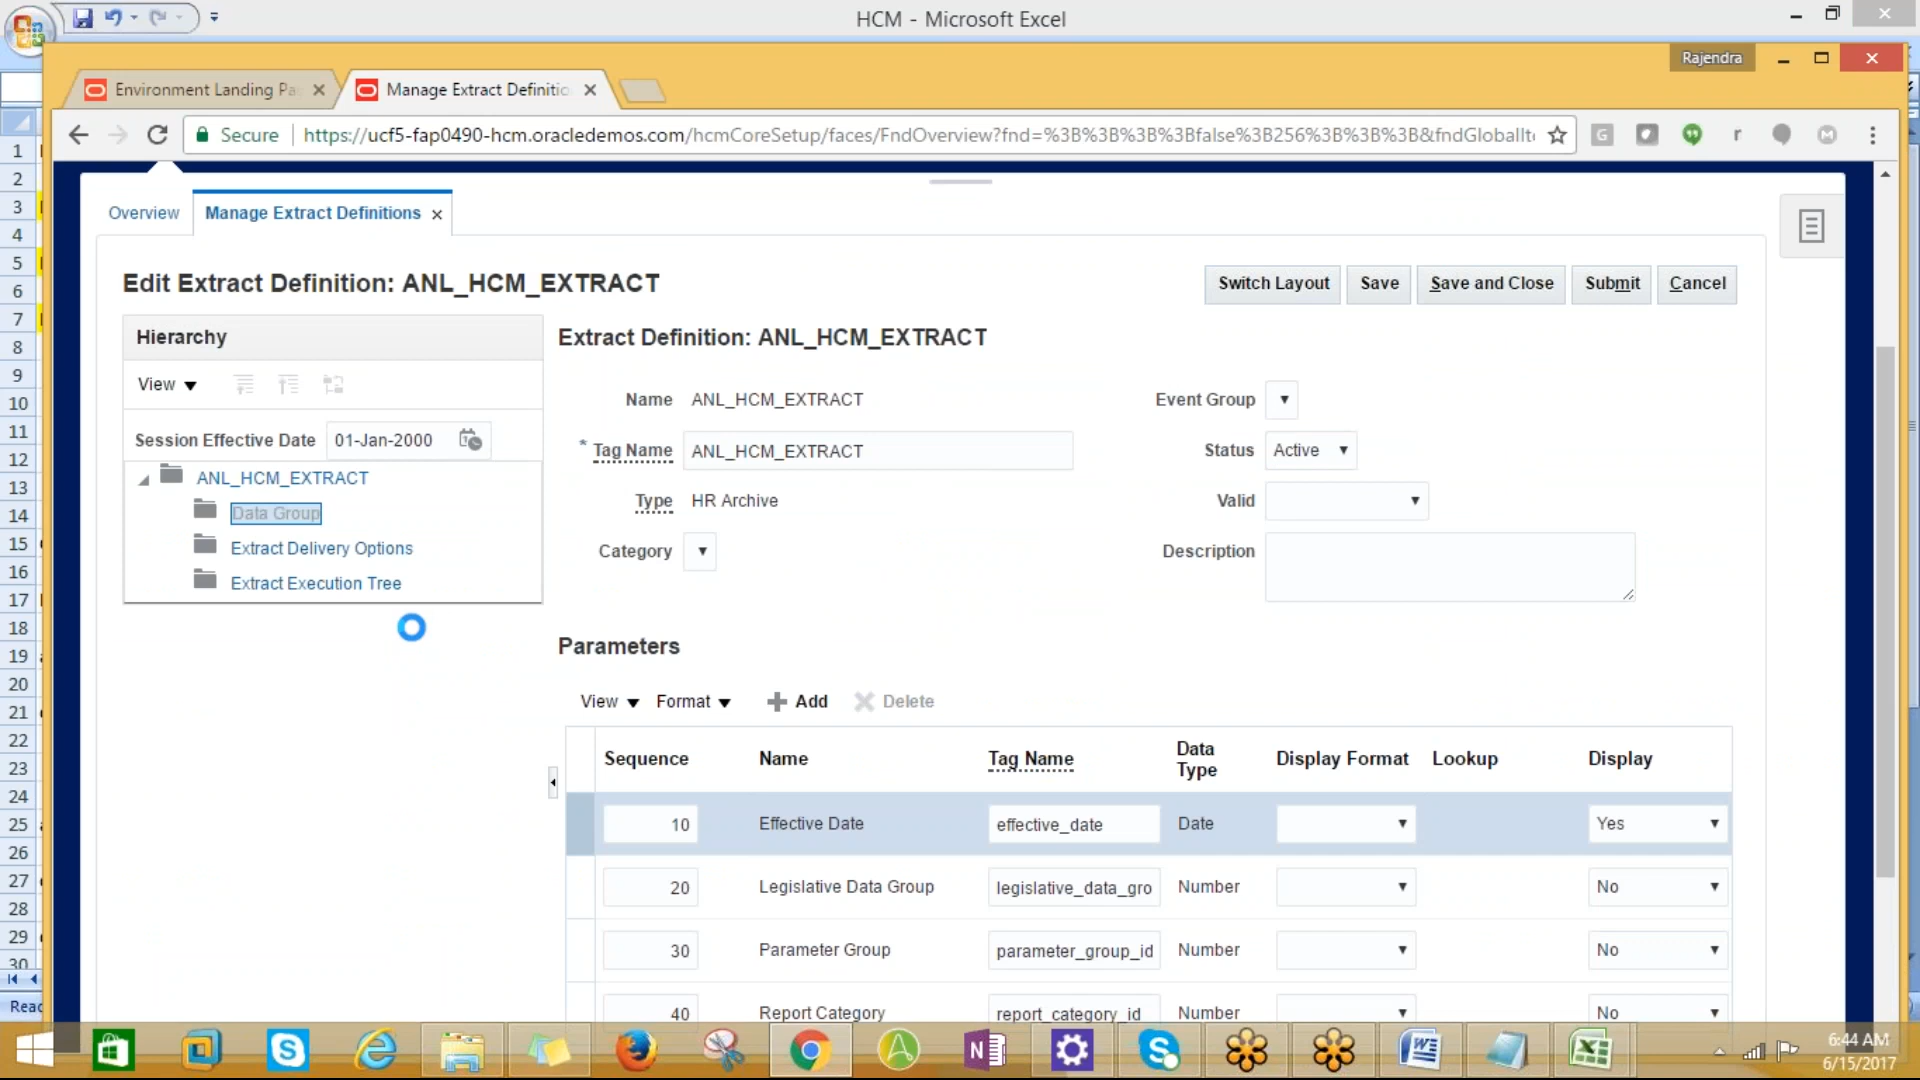 HCM - Microsoft Excel
Rajendra
Environment Landing Pa
Manage Extract Definitio
Secure
https://ucf5-fap0490-hcm.oracledemos.com/hcmCoreSetup/faces/FndOverview?fnd=%3B%3B%3B%3Bfalse%3B256%3B%3B%3B&fndGlobalIt
Overview
Manage Extract Definitions
Edit Extract Definition: ANL_HCM_EXTRACT
Switch Layout
Save
Save and Close
Submit
Cancel
Hierarchy
View
Session Effective Date 01-Jan-2000
ANL_HCM_EXTRACT
Data Group
Extract Delivery Options
Extract Execution Tree
Extract Definition: ANL_HCM_EXTRACT
Name ANL_HCM_EXTRACT
* Tag Name ANL_HCM_EXTRACT
Type HR Archive
Category
Event Group
Status Active
Valid
Description
Parameters
View Format Add Delete
Sequence Name Tag Name Data Type Display Format Lookup Display
10 Effective Date effective_date Date Yes
20 Legislative Data Group legislative_data_gro Number No
30 Parameter Group parameter_group_id Number No
40 Report Category report_category_id Number No
1
2
3
4
5
6
7
8
9
10
11
12
13
14
15
16
17
18
19
20
21
22
23
24
25
26
27
28
29
30
Reac
6:44 AM
6/15/2017